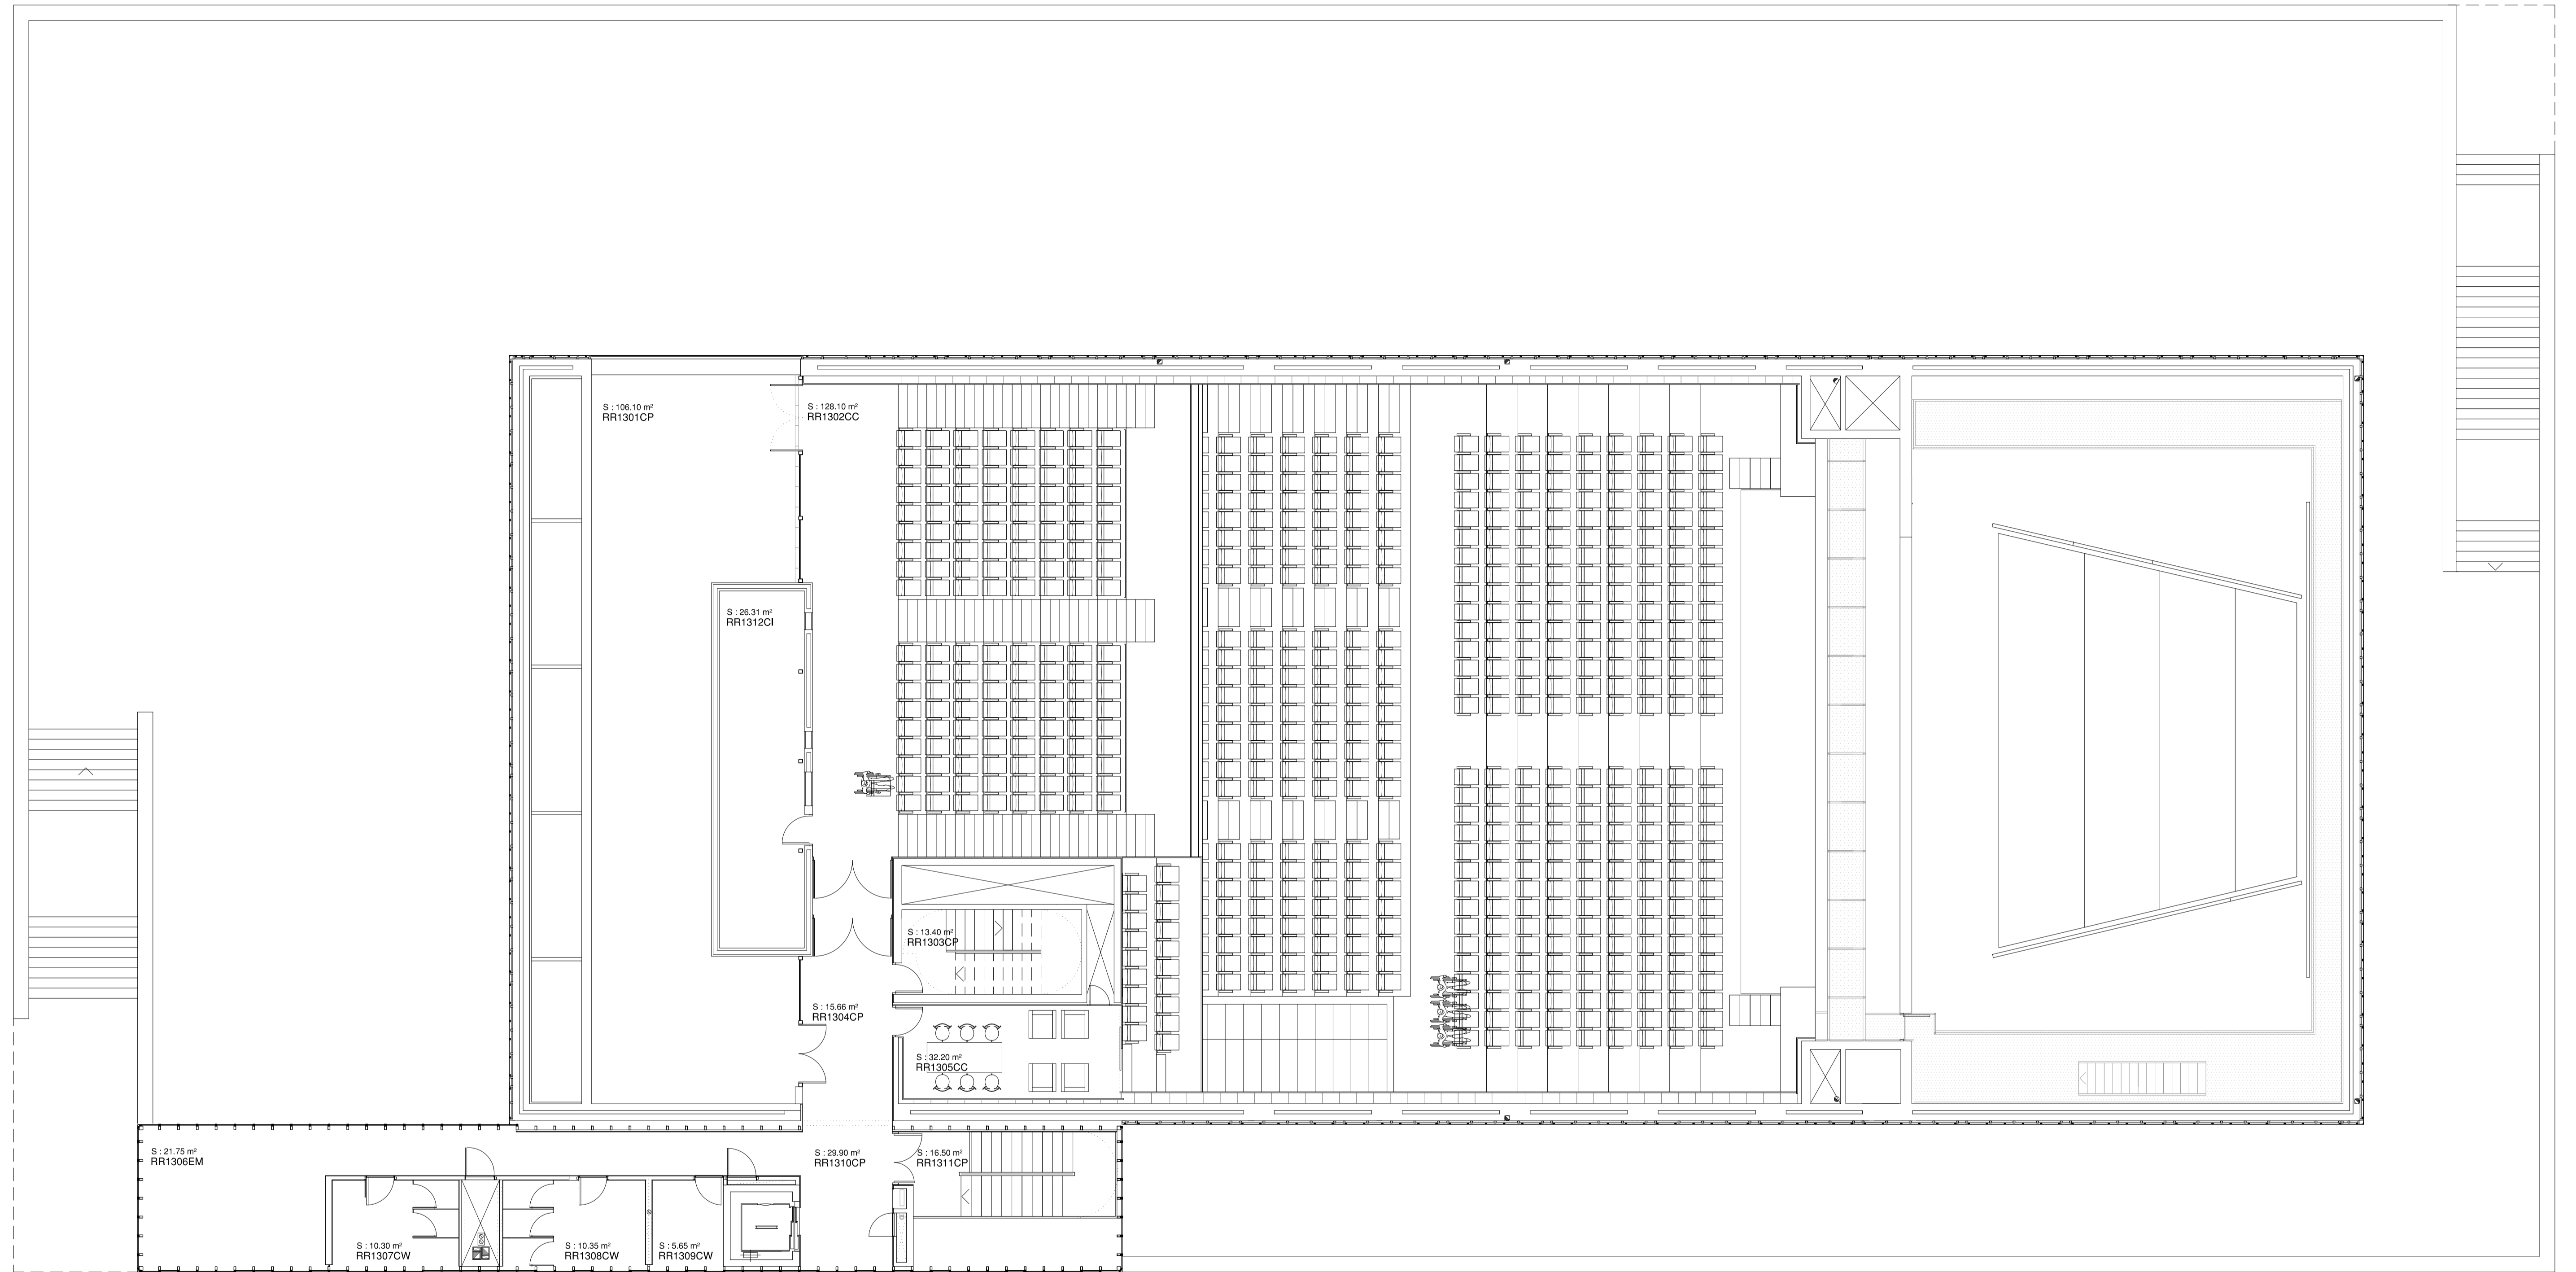 S : 106.10 m²
RR1301CP
S : 128.10 m²
RR1302CC
S : 26.31 m²
RR1312CI
S : 13.40 m²
RR1303CP
S : 15.66 m²
RR1304CP
S : 32.20 m²
RR1305CC
S : 21.75 m²
RR1306EM
S : 29.90 m²
RR1310CP
S : 16.50 m²
RR1311CP
S : 10.30 m²
RR1307CW
S : 10.35 m²
RR1308CW
S : 5.65 m²
RR1309CW